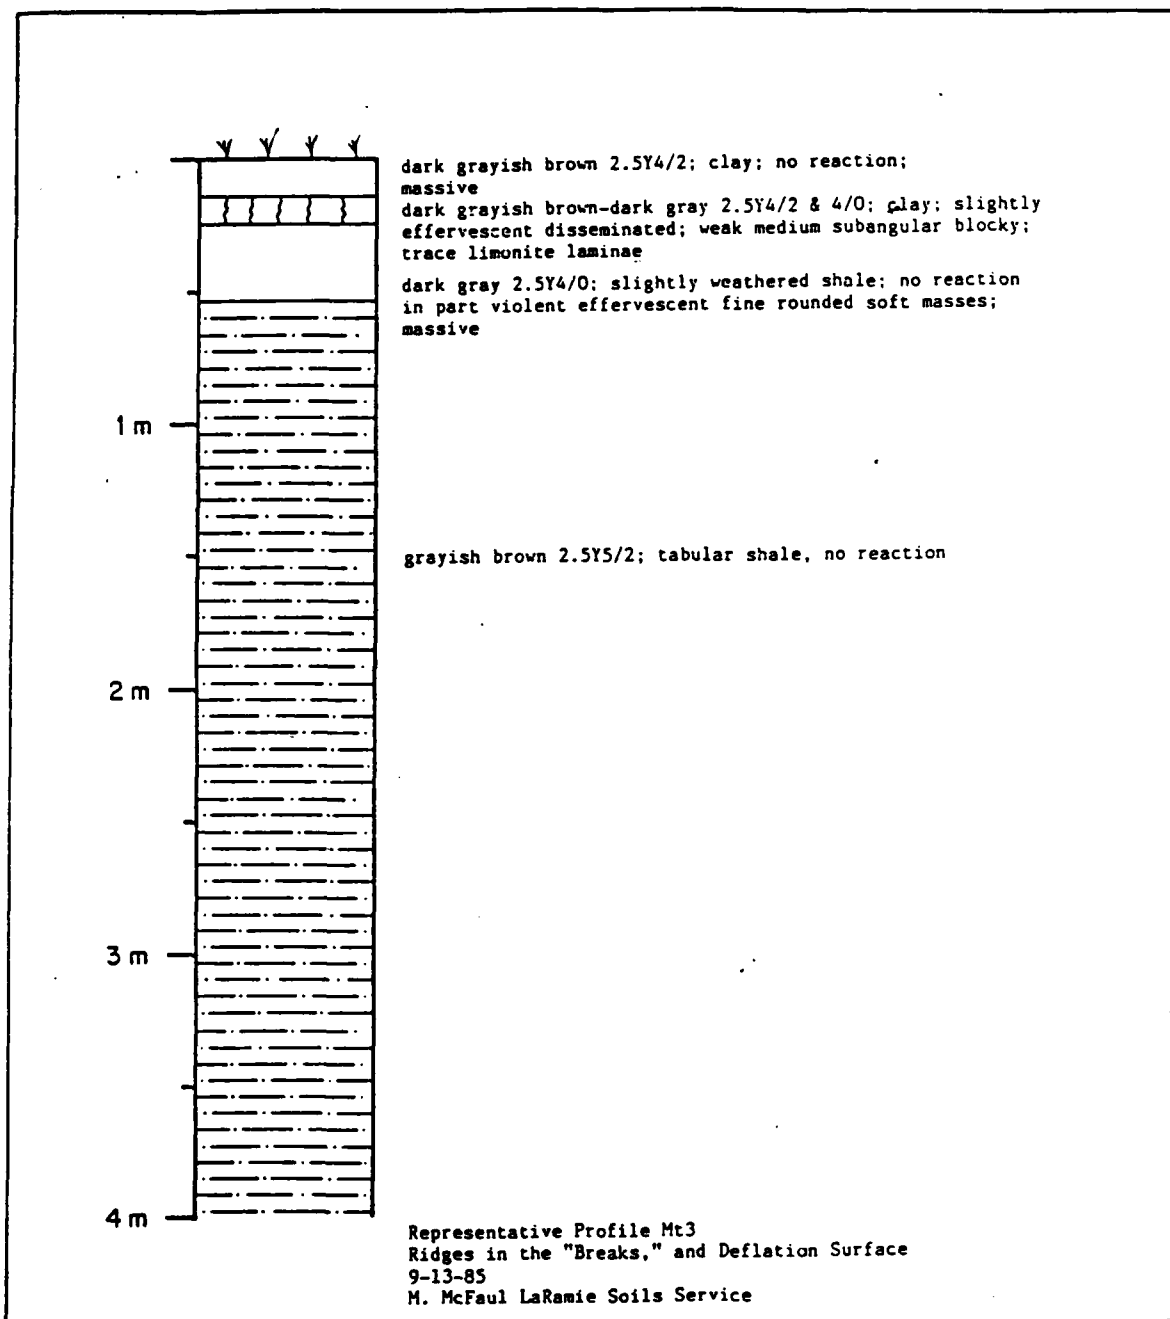 dark grayish brown 2.5Y4/2; clay; no reaction;
massive
dark grayish brown-dark gray 2.5Y4/2 & 4/0; clay; slightly
effervescent disseminated; weak medium subangular blocky;
trace limonite laminae
dark gray 2.5Y4/0; slightly weathered shale; no reaction
in part violent effervescent fine rounded soft masses;
massive
1 m
grayish brown 2.5Y5/2; tabular shale, no reaction
2 m
3 m
4 m
Representative Profile Mt3
Ridges in the "Breaks," and Deflation Surface
9-13-85
M. McFaul LaRamie Soils Service